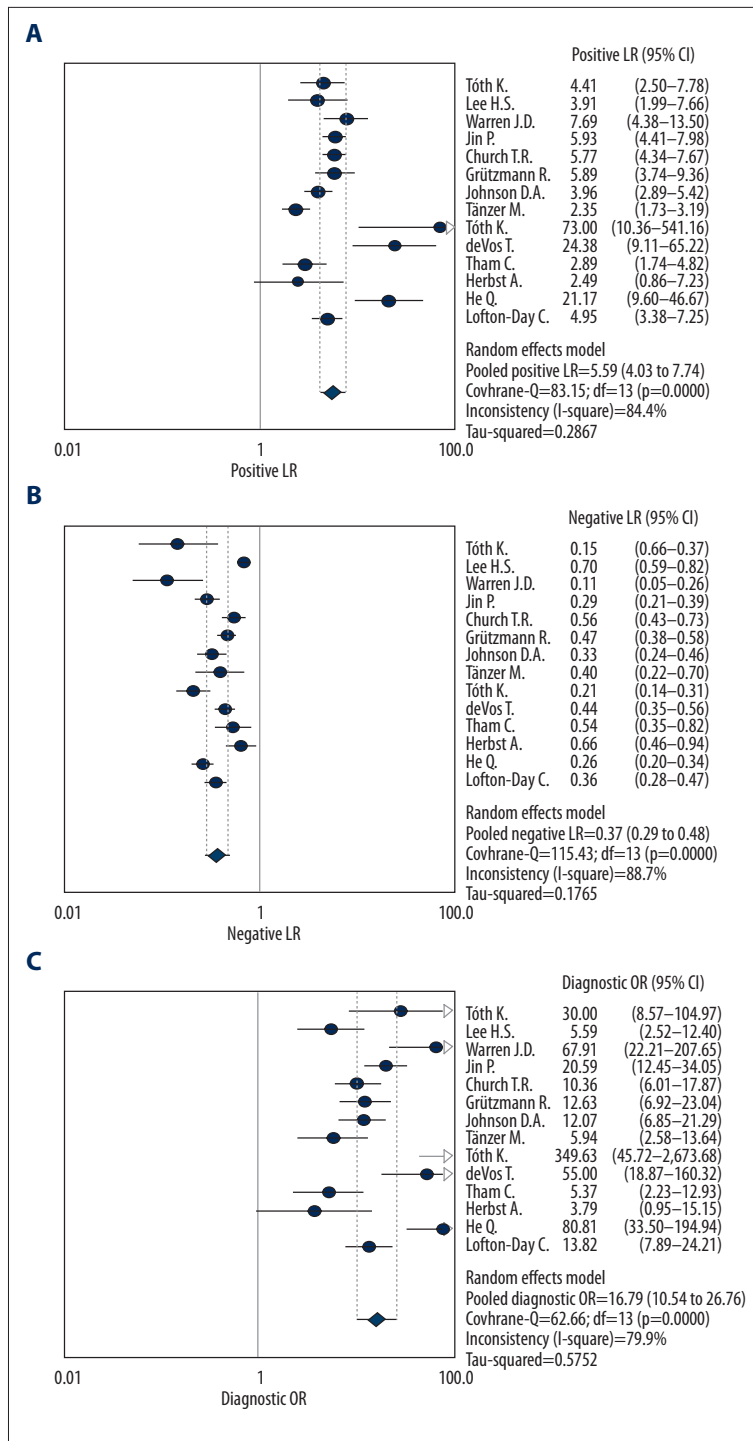 A
Positive LR (95% CI)
Tóth K. 4.41 (2.50–7.78)
Lee H.S. 3.91 (1.99–7.66)
Warren J.D. 7.69 (4.38–13.50)
Jin P. 5.93 (4.41–7.98)
Church T.R. 5.77 (4.34–7.67)
Grützmann R. 5.89 (3.74–9.36)
Johnson D.A. 3.96 (2.89–5.42)
Tänzer M. 2.35 (1.73–3.19)
Tóth K. 73.00 (10.36–541.16)
deVos T. 24.38 (9.11–65.22)
Tham C. 2.89 (1.74–4.82)
Herbst A. 2.49 (0.86–7.23)
He Q. 21.17 (9.60–46.67)
Lofton-Day C. 4.95 (3.38–7.25)
Random effects model
Pooled positive LR=5.59 (4.03 to 7.74)
Covhrane-Q=83.15; df=13 (p=0.0000)
Inconsistency (I-square)=84.4%
Tau-squared=0.2867
0.01 1 100.0
Positive LR
B
Negative LR (95% CI)
Tóth K. 0.15 (0.66–0.37)
Lee H.S. 0.70 (0.59–0.82)
Warren J.D. 0.11 (0.05–0.26)
Jin P. 0.29 (0.21–0.39)
Church T.R. 0.56 (0.43–0.73)
Grützmann R. 0.47 (0.38–0.58)
Johnson D.A. 0.33 (0.24–0.46)
Tänzer M. 0.40 (0.22–0.70)
Tóth K. 0.21 (0.14–0.31)
deVos T. 0.44 (0.35–0.56)
Tham C. 0.54 (0.35–0.82)
Herbst A. 0.66 (0.46–0.94)
He Q. 0.26 (0.20–0.34)
Lofton-Day C. 0.36 (0.28–0.47)
Random effects model
Pooled negative LR=0.37 (0.29 to 0.48)
Covhrane-Q=115.43; df=13 (p=0.0000)
Inconsistency (I-square)=88.7%
Tau-squared=0.1765
0.01 1 100.0
Negative LR
C
Diagnostic OR (95% CI)
Tóth K. 30.00 (8.57–104.97)
Lee H.S. 5.59 (2.52–12.40)
Warren J.D. 67.91 (22.21–207.65)
Jin P. 20.59 (12.45–34.05)
Church T.R. 10.36 (6.01–17.87)
Grützmann R. 12.63 (6.92–23.04)
Johnson D.A. 12.07 (6.85–21.29)
Tänzer M. 5.94 (2.58–13.64)
Tóth K. 349.63 (45.72–2,673.68)
deVos T. 55.00 (18.87–160.32)
Tham C. 5.37 (2.23–12.93)
Herbst A. 3.79 (0.95–15.15)
He Q. 80.81 (33.50–194.94)
Lofton-Day C. 13.82 (7.89–24.21)
Random effects model
Pooled diagnostic OR=16.79 (10.54 to 26.76)
Covhrane-Q=62.66; df=13 (p=0.0000)
Inconsistency (I-square)=79.9%
Tau-squared=0.5752
0.01 1 100.0
Diagnostic OR